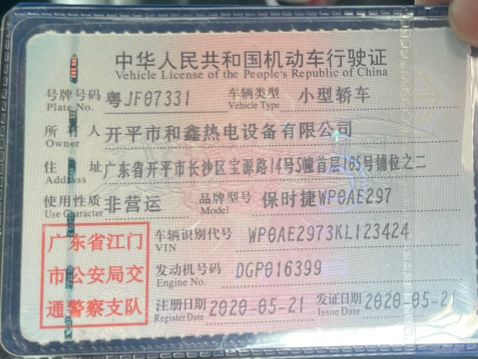 中华人民共和国机动车行驶证
Vehicle License of the People's Republic of China
号牌号码 粤JF07331 车辆类型 小型轿车
Plate No. Vehicle Type
所有人 开平市和鑫热电设备有限公司
Owner
住址 广东省开平市长沙区宝源路14号5幢首层165号铺位之二
Address
使用性质 非营运 品牌型号 保时捷WP0AE297
Use Character Model
广东省江门
市公安局交
通警察支队
车辆识别代号 WP0AE2973KL123424
VIN
发动机号码 DGP016399
Engine No.
注册日期 2020-05-21 发证日期 2020-05-21
Register Date Issue Date